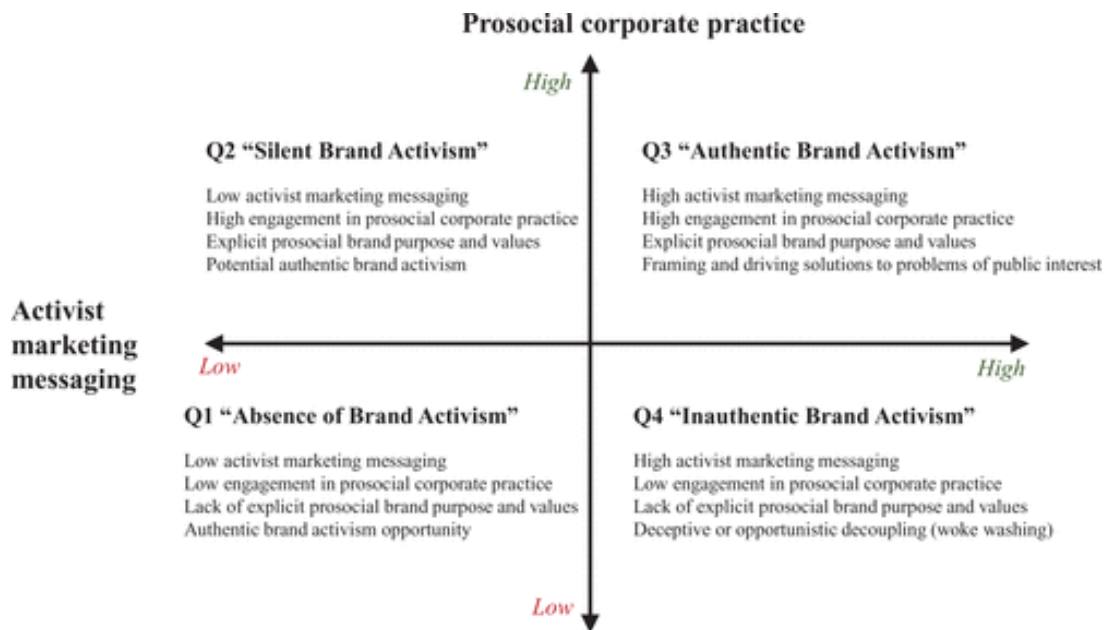 Prosocial corporate practice
High
Q2 “Silent Brand Activism”
Low activist marketing messaging
High engagement in prosocial corporate practice
Explicit prosocial brand purpose and values
Potential authentic brand activism
Q3 “Authentic Brand Activism”
High activist marketing messaging
High engagement in prosocial corporate practice
Explicit prosocial brand purpose and values
Framing and driving solutions to problems of public interest
Activist
marketing
messaging
Low
High
Q1 “Absence of Brand Activism”
Low activist marketing messaging
Low engagement in prosocial corporate practice
Lack of explicit prosocial brand purpose and values
Authentic brand activism opportunity
Q4 “Inauthentic Brand Activism”
High activist marketing messaging
Low engagement in prosocial corporate practice
Lack of explicit prosocial brand purpose and values
Deceptive or opportunistic decoupling (woke washing)
Low